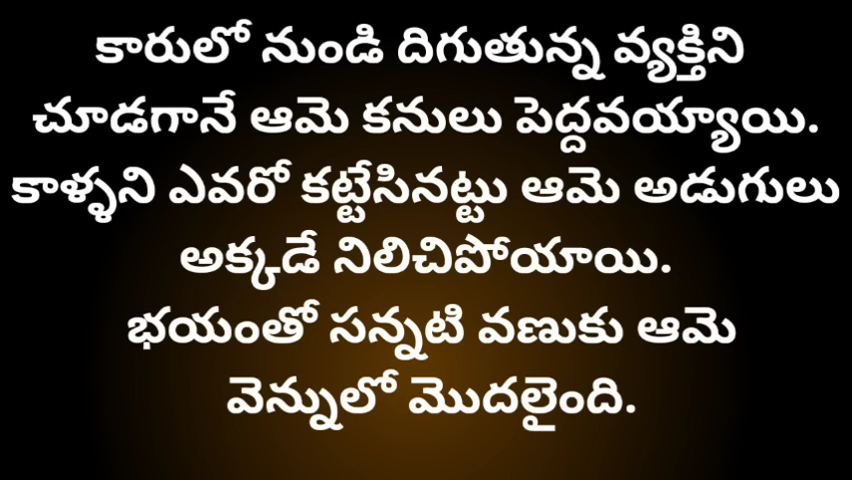 కారులో నుండి దిగుతున్న వ్యక్తిని
చూడగానే ఆమె కనులు పెద్దవయ్యాయి.
కాళ్ళని ఎవరో కట్టేసినట్టు ఆమె అడుగులు
అక్కడే నిలిచిపోయాయి.
భయంతో సన్నటి వణుకు ఆమె
వెన్నులో మొదలైంది.